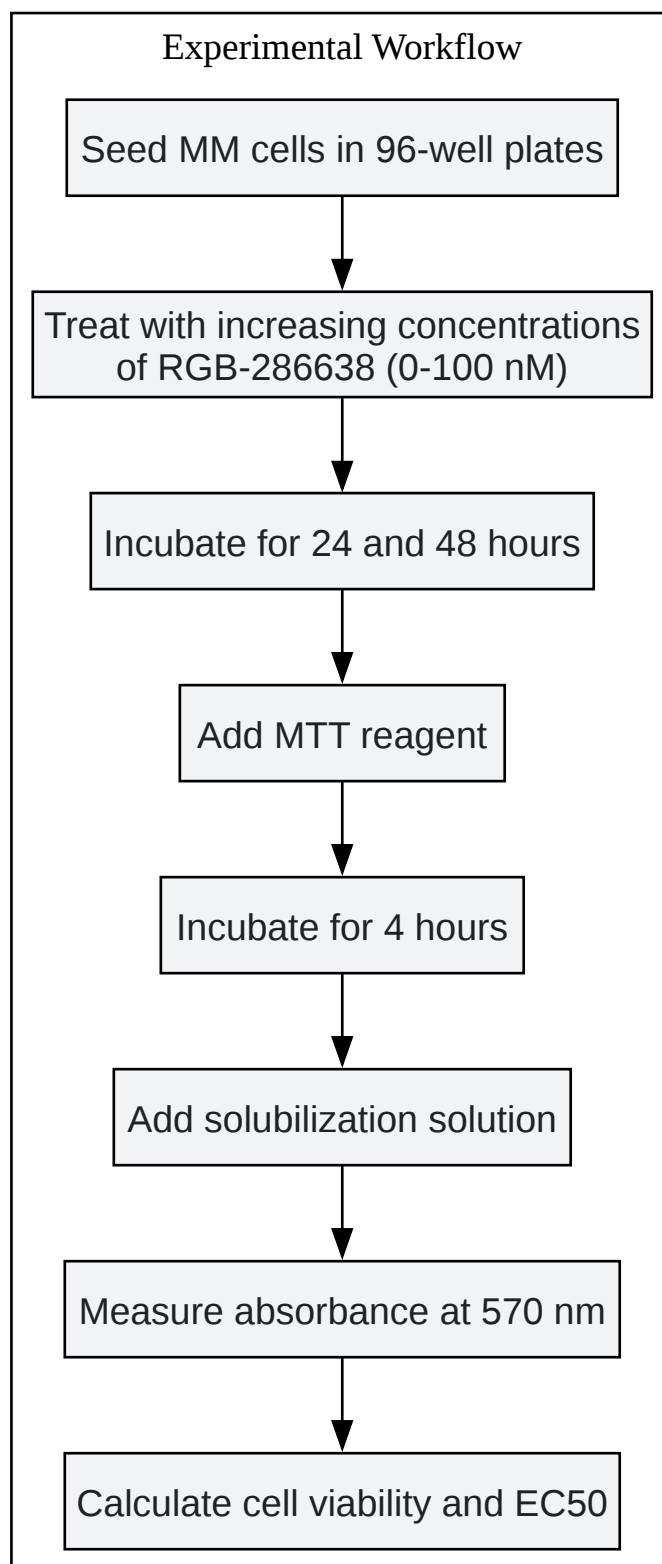 Experimental Workflow
Seed MM cells in 96-well plates
Treat with increasing concentrations
of RGB-286638 (0-100 nM)
Incubate for 24 and 48 hours
Add MTT reagent
Incubate for 4 hours
Add solubilization solution
Measure absorbance at 570 nm
Calculate cell viability and EC50